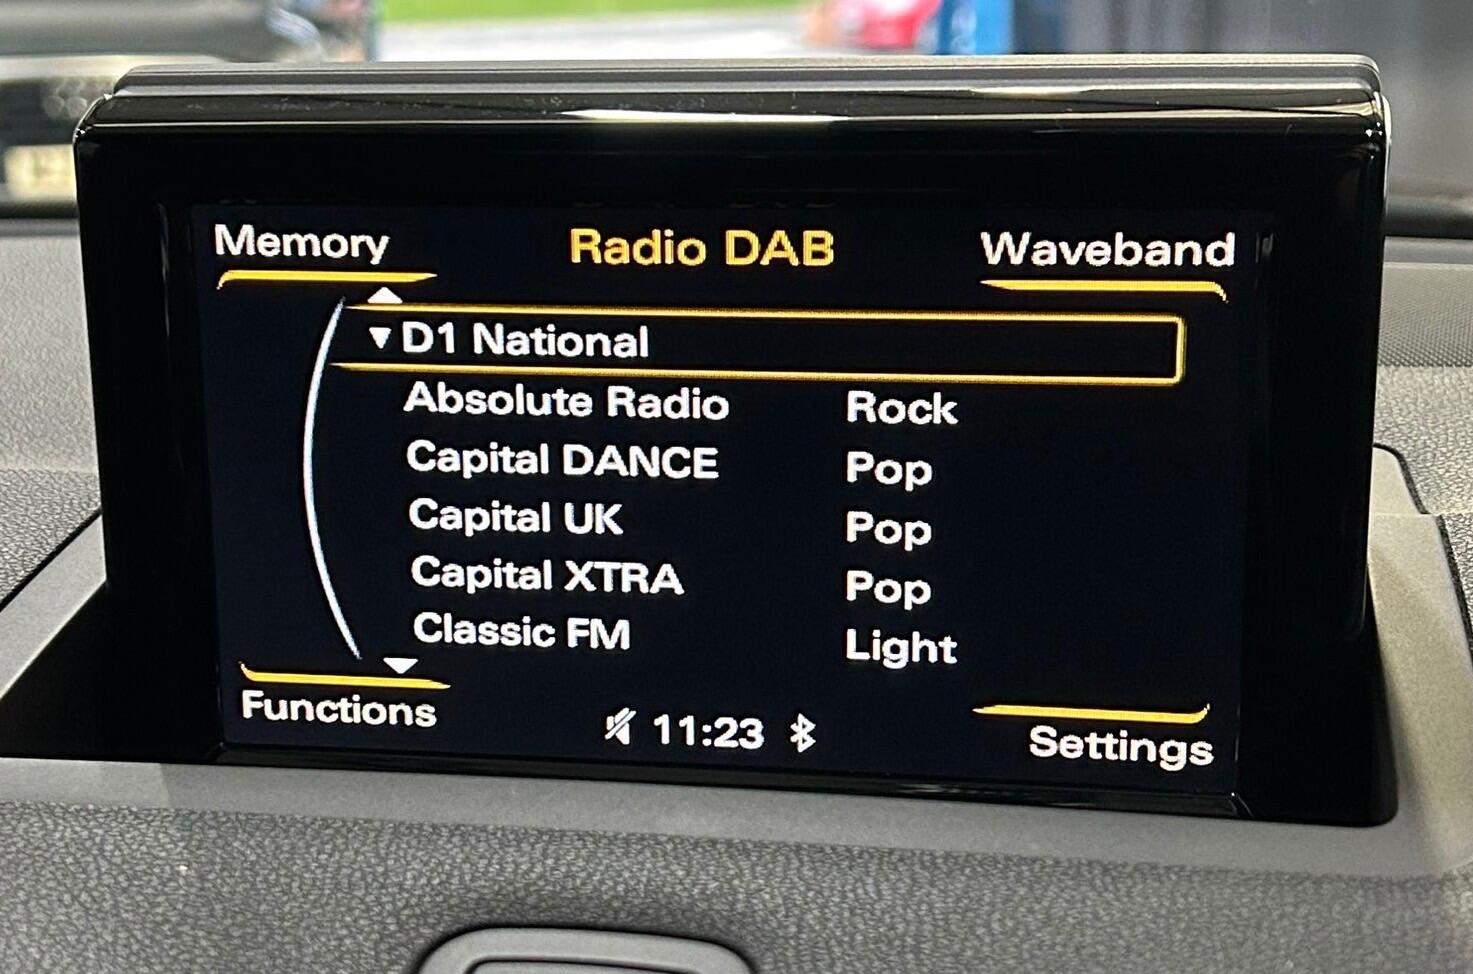 Memory Radio DAB Waveband
▼ D1 National
Absolute Radio Rock
Capital DANCE Pop
Capital UK Pop
Capital XTRA Pop
Classic FM Light
Functions 11:23 Settings